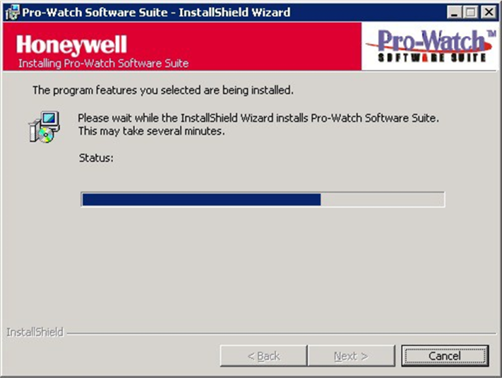 Pro-Watch Software Suite - InstallShield Wizard
Honeywell
Installing Pro-Watch Software Suite
Pro-Watch™
SOFTWARE SUITE
The program features you selected are being installed.
Please wait while the InstallShield Wizard installs Pro-Watch Software Suite.
This may take several minutes.
Status:
InstallShield
< Back
Next >
Cancel